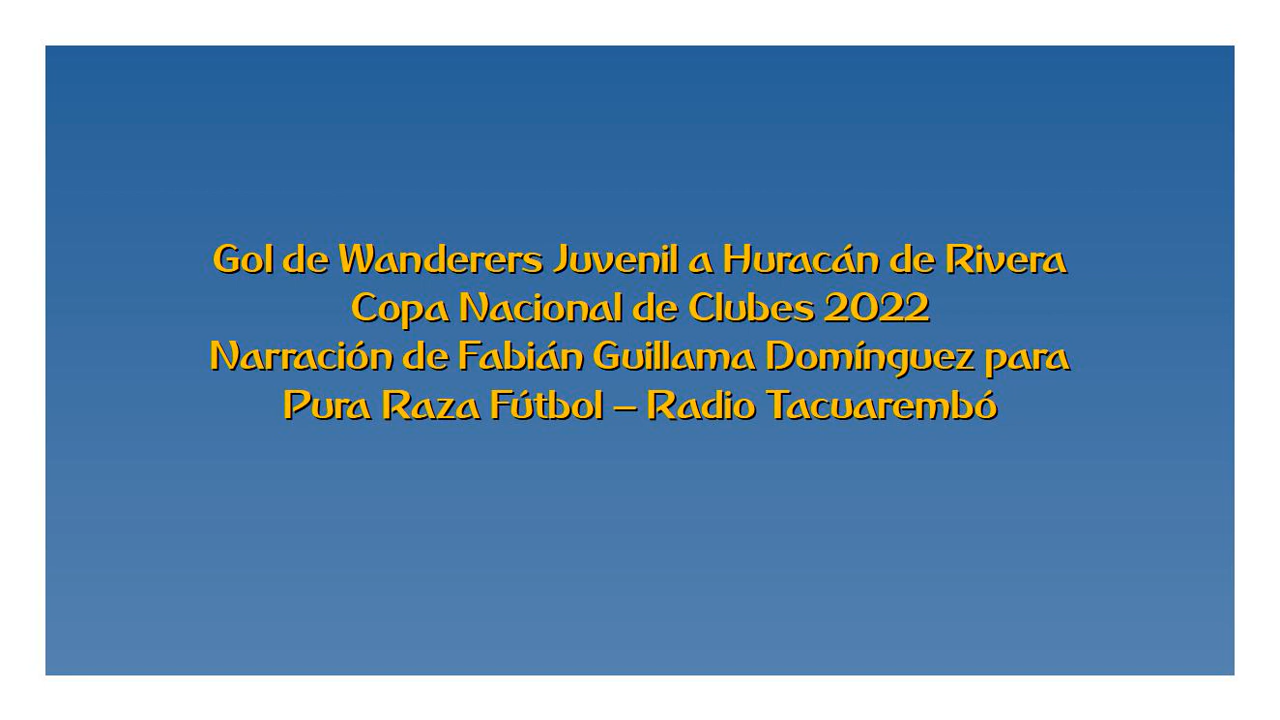 Gol de Wanderers Juvenil a Huracán de Rivera
Copa Nacional de Clubes 2022
Narración de Fabián Guillama Domínguez para
Pura Raza Fútbol – Radio Tacuarembó